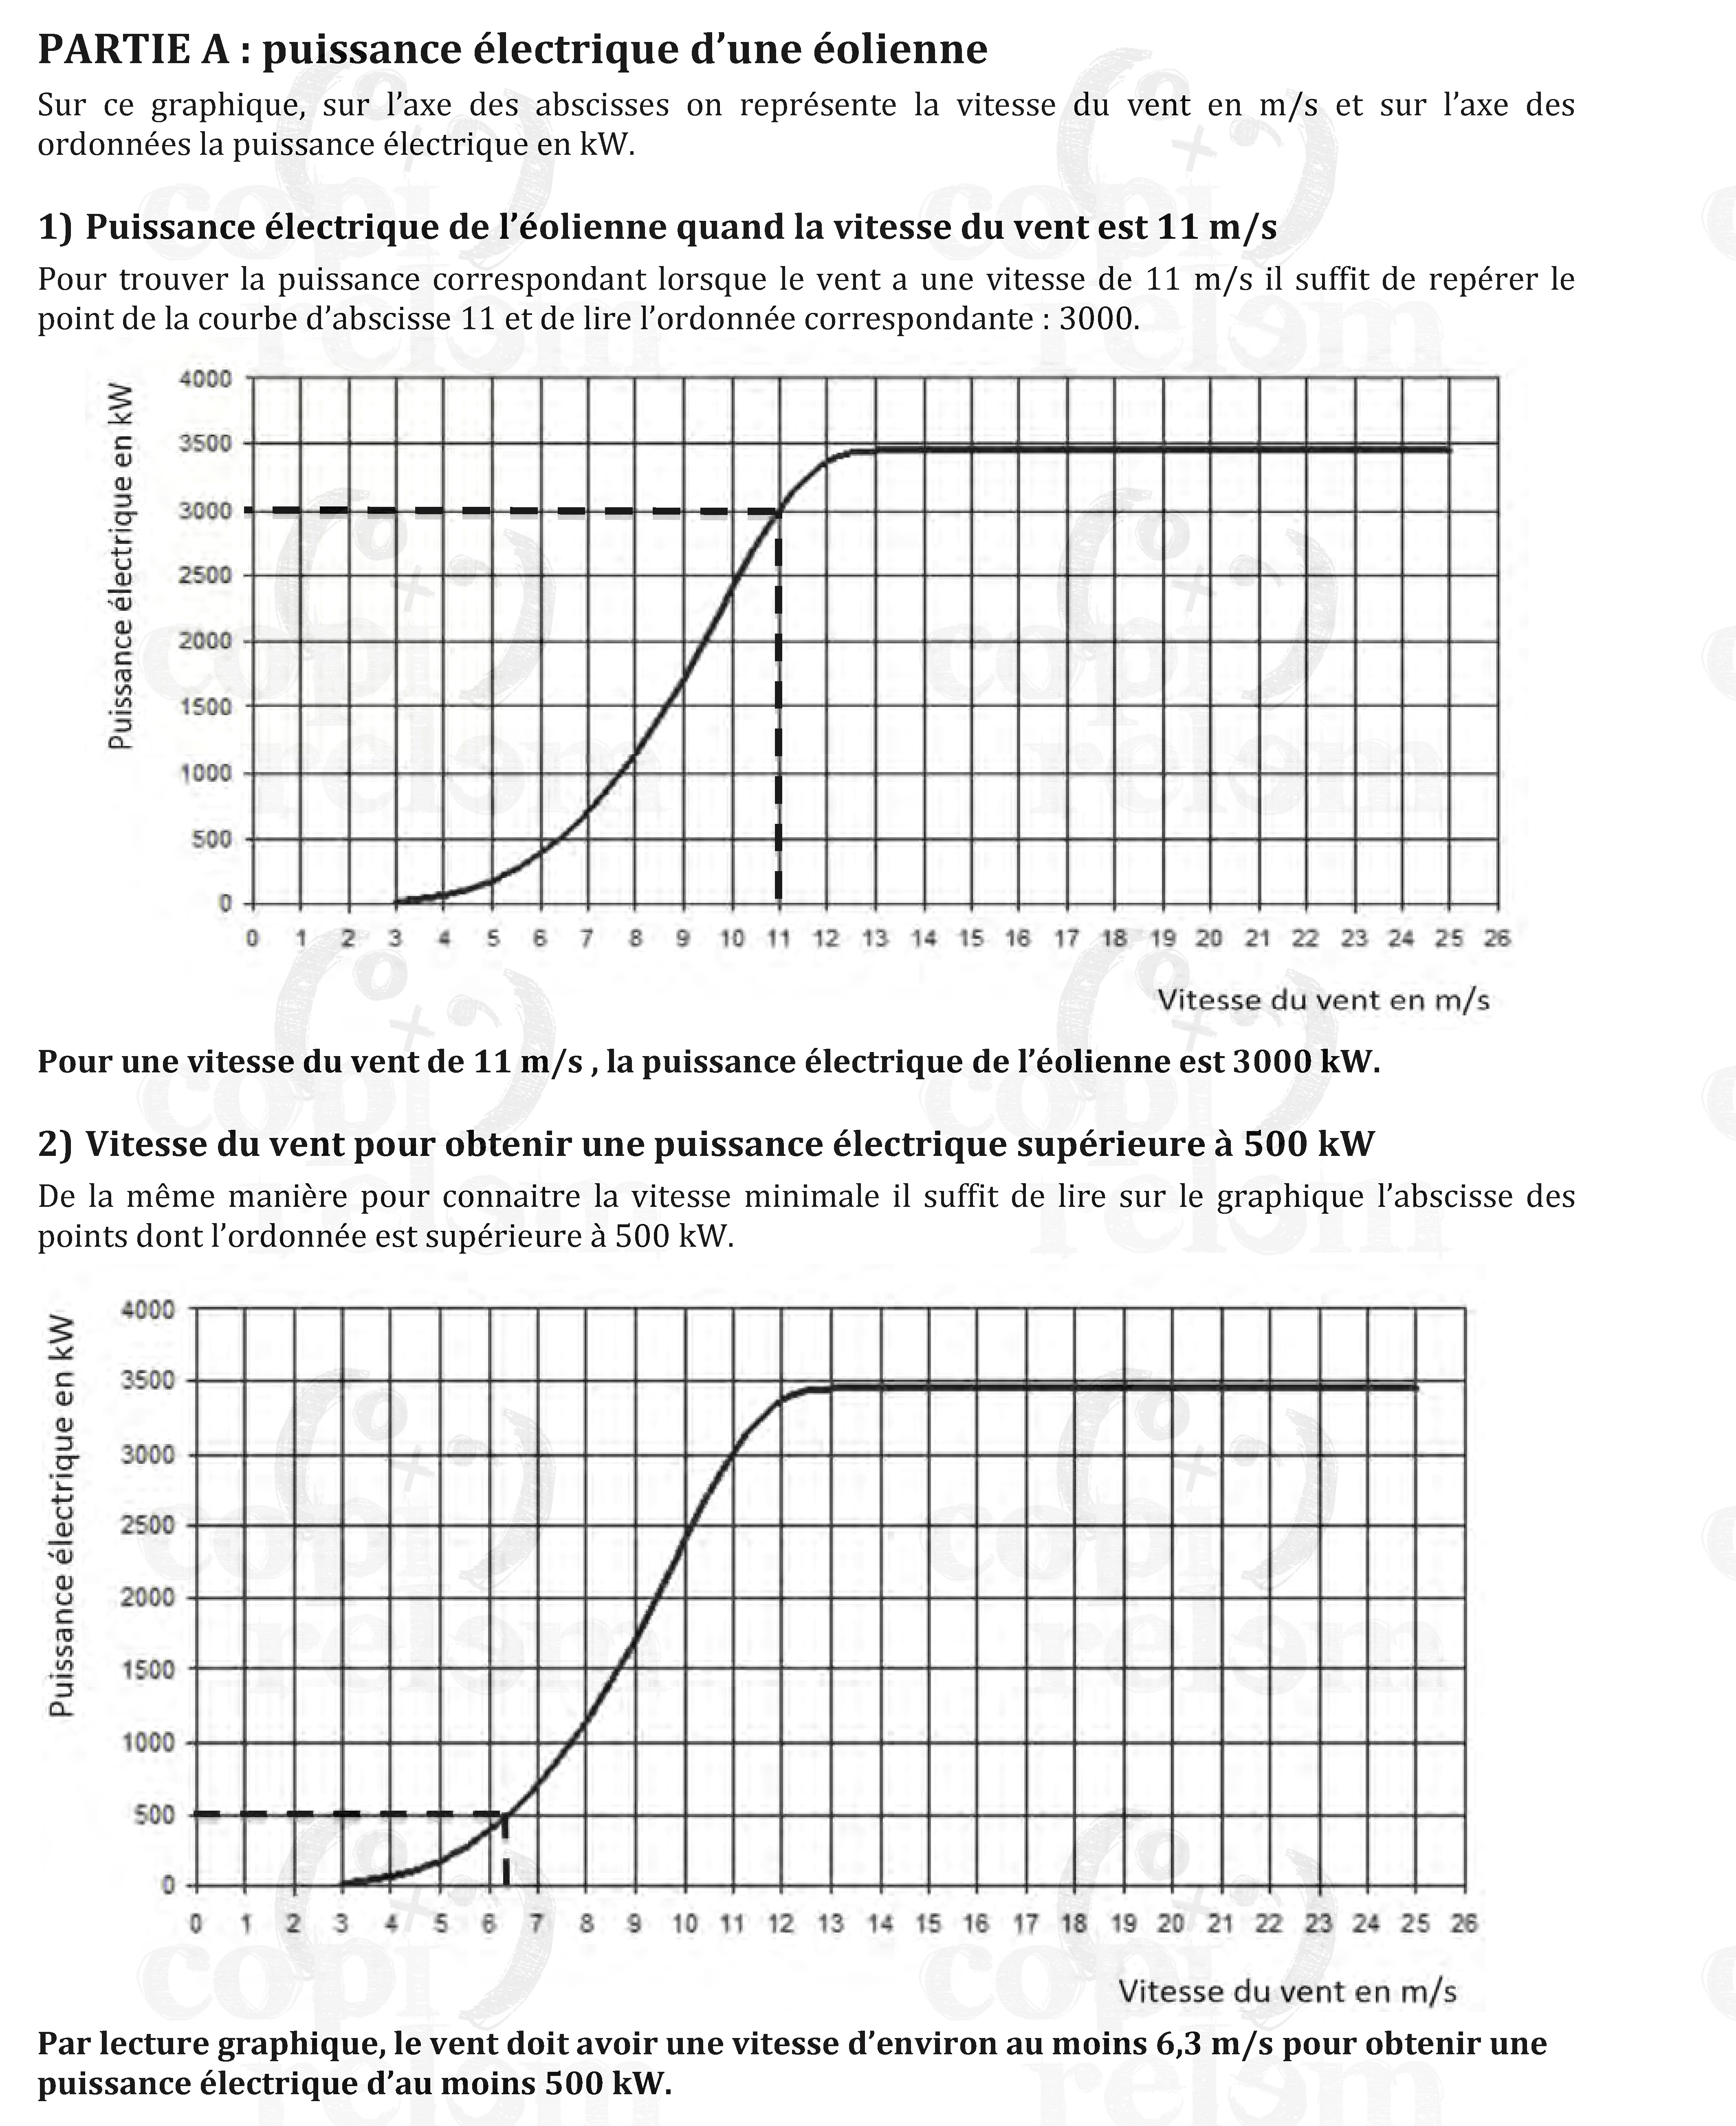 PARTIE A : puissance électrique d’une éolienne
Sur ce graphique, sur l’axe des abscisses on représente la vitesse du vent en m/s et sur l’axe des
ordonnées la puissance électrique en kW.
1) Puissance électrique de l’éolienne quand la vitesse du vent est 11 m/s
Pour trouver la puissance correspondant lorsque le vent a une vitesse de 11 m/s il suffit de repérer le
point de la courbe d’abscisse 11 et de lire l’ordonnée correspondante : 3000.
Puissance électrique en kW
4000
3500
3000
2500
2000
1500
1000
500
0
0 1 2 3 4 5 6 7 8 9 10 11 12 13 14 15 16 17 18 19 20 21 22 23 24 25 26
Vitesse du vent en m/s
Pour une vitesse du vent de 11 m/s , la puissance électrique de l’éolienne est 3000 kW.
2) Vitesse du vent pour obtenir une puissance électrique supérieure à 500 kW
De la même manière pour connaitre la vitesse minimale il suffit de lire sur le graphique l’abscisse des
points dont l’ordonnée est supérieure à 500 kW.
Puissance électrique en kW
4000
3500
3000
2500
2000
1500
1000
500
0
0 1 2 3 4 5 6 7 8 9 10 11 12 13 14 15 16 17 18 19 20 21 22 23 24 25 26
Vitesse du vent en m/s
Par lecture graphique, le vent doit avoir une vitesse d’environ au moins 6,3 m/s pour obtenir une
puissance électrique d’au moins 500 kW.